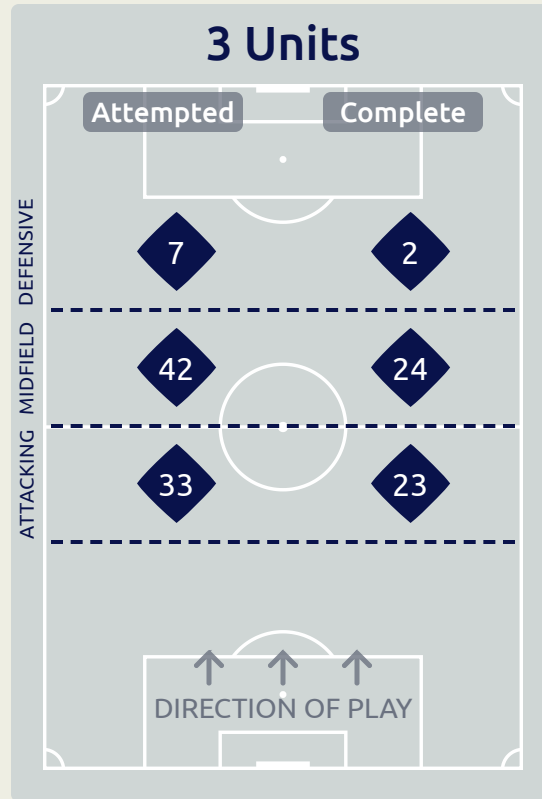 3 Units
Attempted Complete
DEFENSIVE
7 2
MIDFIELD
42 24
ATTACKING
33 23
DIRECTION OF PLAY